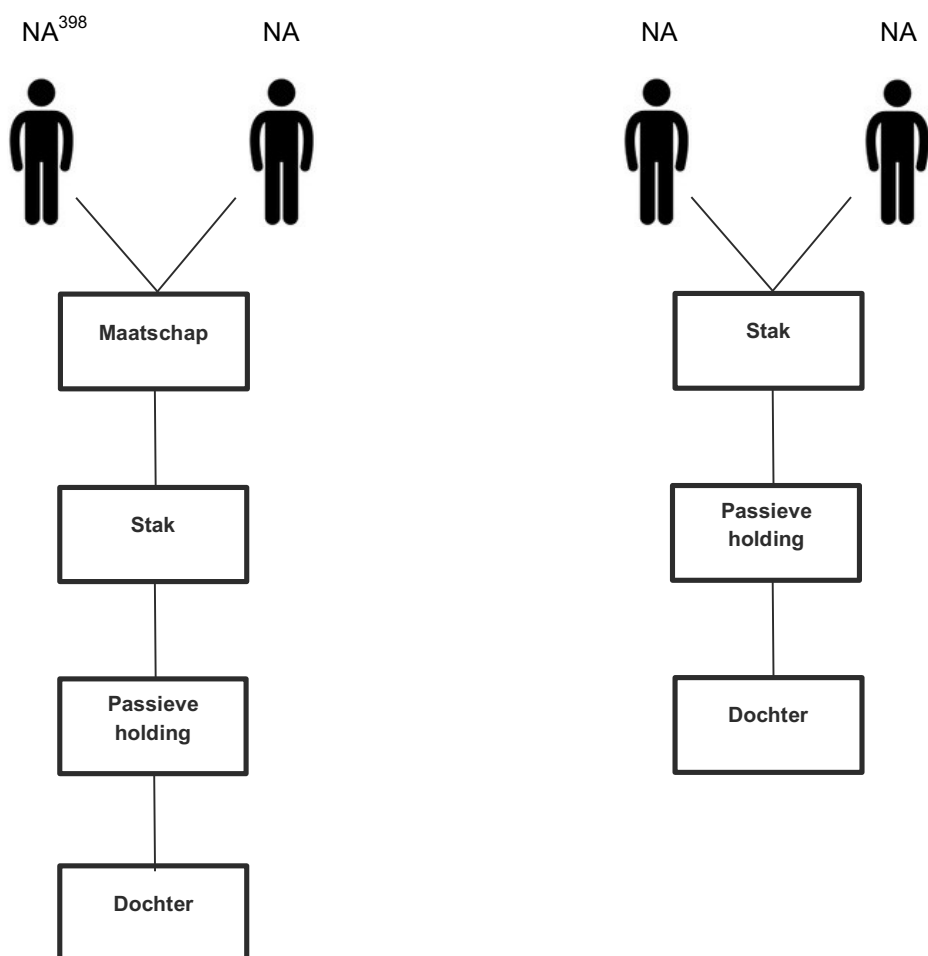 NA398 NA
Maatschap
Stak
Passieve
holding
Dochter
NA NA
Stak
Passieve
holding
Dochter